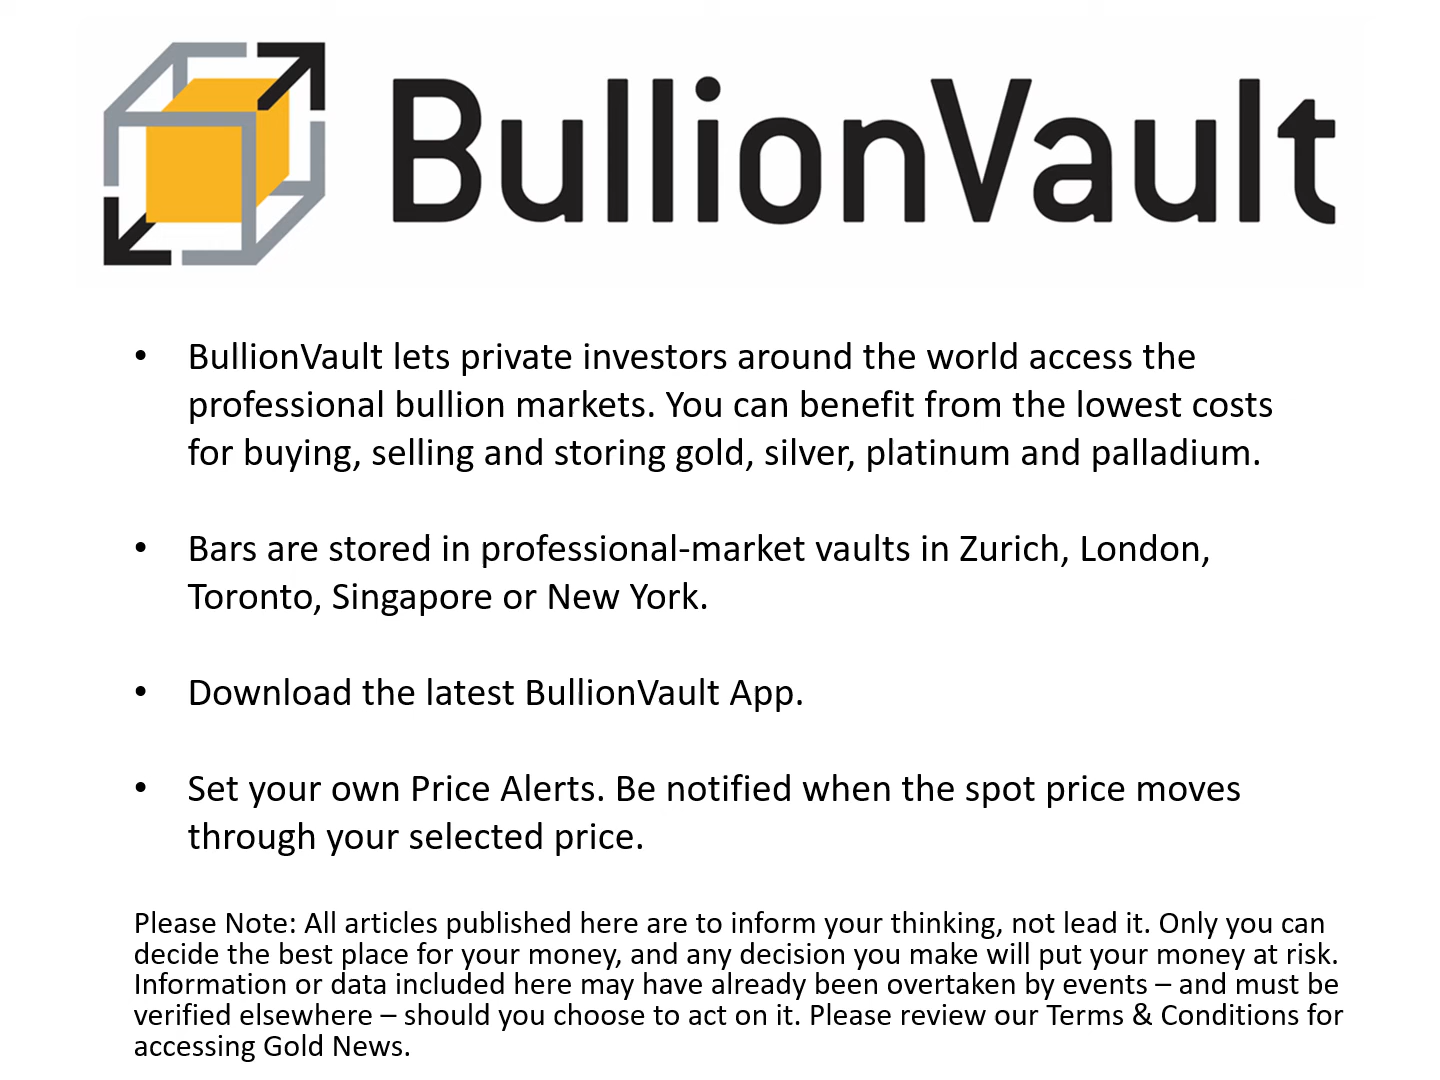 BullionVault
• BullionVault lets private investors around the world access the
professional bullion markets. You can benefit from the lowest costs
for buying, selling and storing gold, silver, platinum and palladium.
• Bars are stored in professional-market vaults in Zurich, London,
Toronto, Singapore or New York.
• Download the latest BullionVault App.
• Set your own Price Alerts. Be notified when the spot price moves
through your selected price.
Please Note: All articles published here are to inform your thinking, not lead it. Only you can
decide the best place for your money, and any decision you make will put your money at risk.
Information or data included here may have already been overtaken by events – and must be
verified elsewhere – should you choose to act on it. Please review our Terms & Conditions for
accessing Gold News.